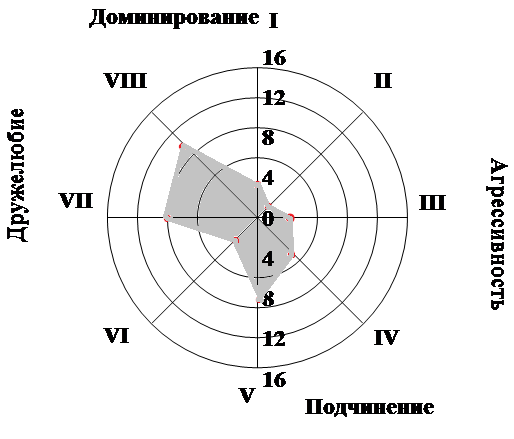 Доминирование I
16
VIII
II
12
8
Дружелюбие
4
VII
III
0
Агрессивность
4
8
VI
IV
12
16
V
Подчинение